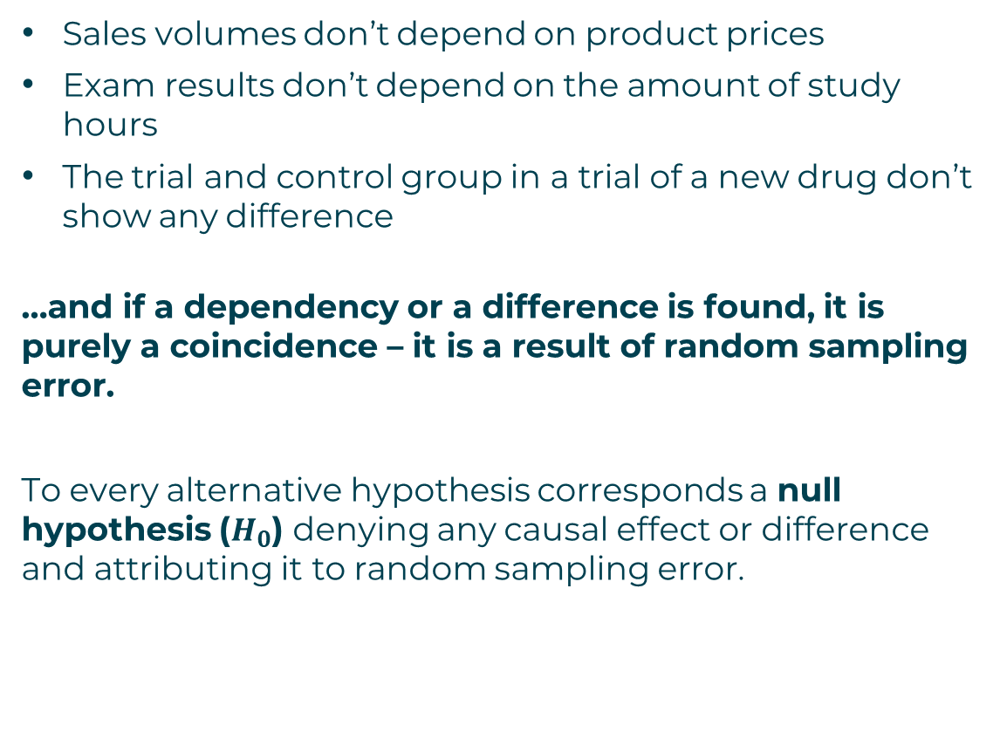 • Sales volumes don’t depend on product prices
• Exam results don’t depend on the amount of study
hours
• The trial and control group in a trial of a new drug don’t
show any difference
…and if a dependency or a difference is found, it is
purely a coincidence – it is a result of random sampling
error.
To every alternative hypothesis corresponds a null
hypothesis (H₀) denying any causal effect or difference
and attributing it to random sampling error.